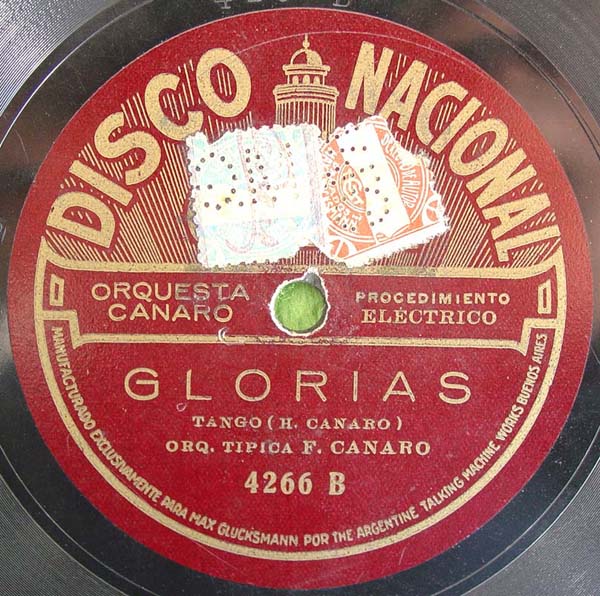 DISCO NACIONAL
ORQUESTA
CANARO
PROCEDIMIENTO
ELÉCTRICO
GLORIAS
TANGO (H. CANARO)
ORQ. TIPICA F. CANARO
4266 B
MANUFACTURADO EXCLUSIVAMENTE PARA MAX GLUCKSMANN POR THE ARGENTINE TALKING MACHINE WORKS BUENOS AIRES